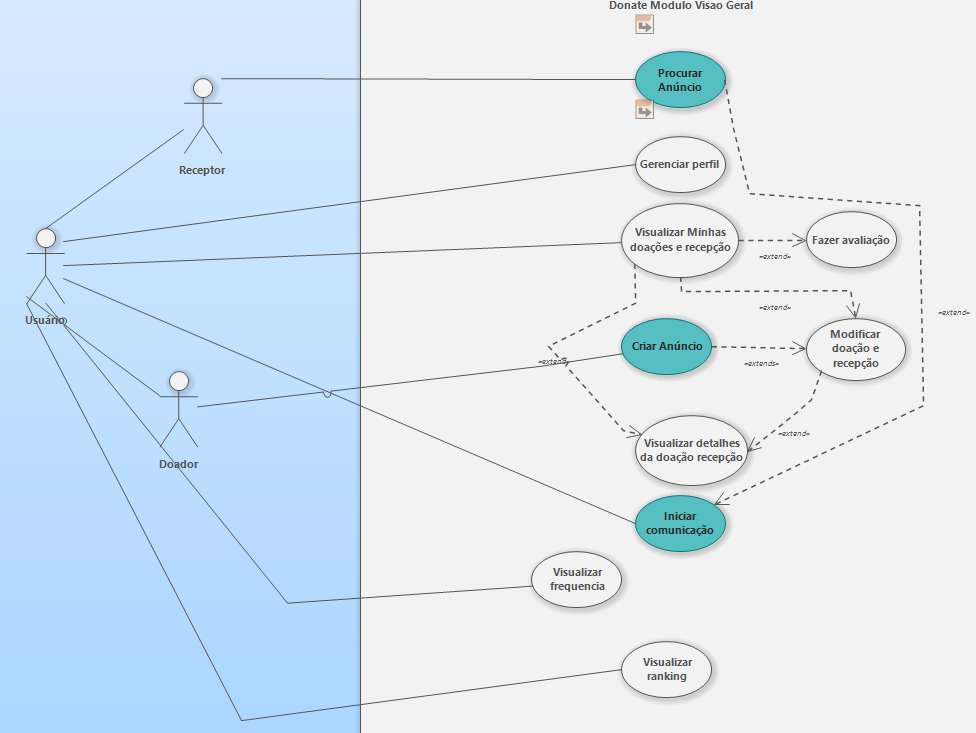 Donate Modulo Visao Geral
Procurar
Anúncio
Receptor
Gerenciar perfil
Visualizar Minhas
doações e recepção
Fazer avaliação
«extend»
Usuário
«extend»
«extend»
Criar Anúncio
Modificar
doação e
recepção
«extend»
«extends»
Doador
Visualizar detalhes
da doação recepção
«extend»
Iniciar
comunicação
Visualizar
frequencia
Visualizar
ranking